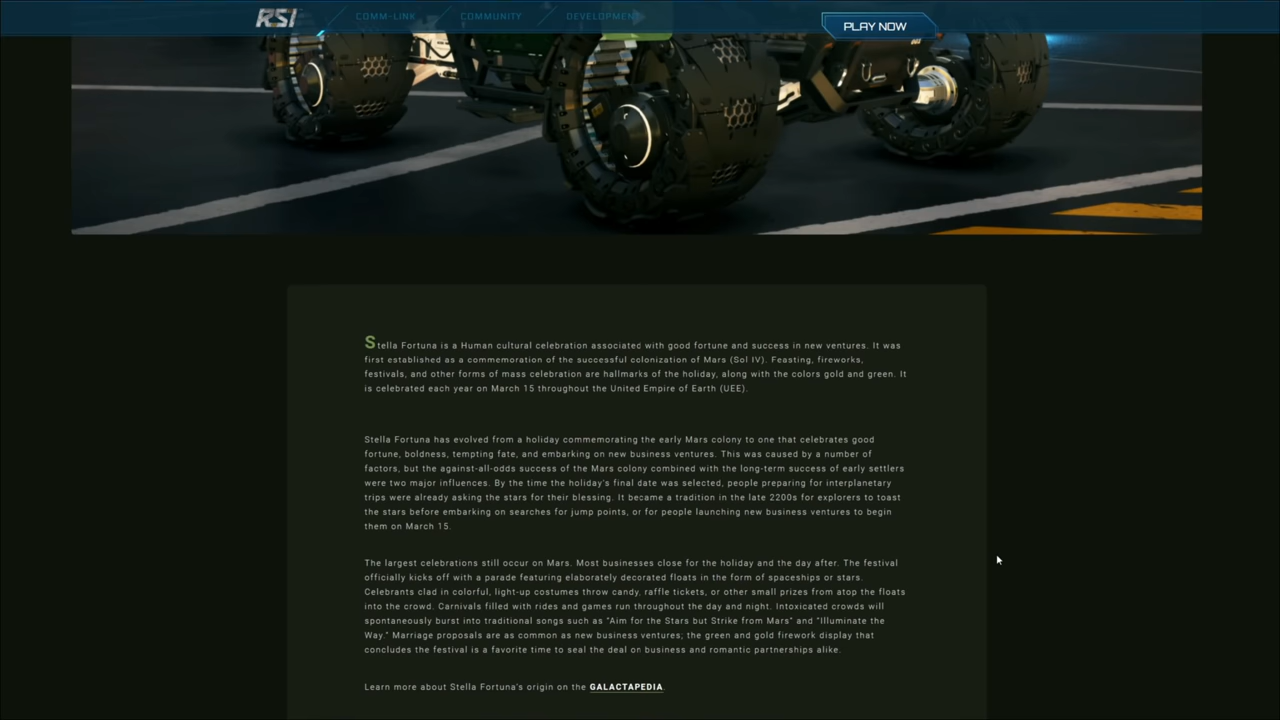 RSI
COMM-LINK
COMMUNITY
DEVELOPMENT
PLAY NOW
Stella Fortuna is a Human cultural celebration associated with good fortune and success in new ventures. It was
first established as a commemoration of the successful colonization of Mars (Sol IV). Feasting, fireworks,
festivals, and other forms of mass celebration are hallmarks of the holiday, along with the colors gold and green. It
is celebrated each year on March 15 throughout the United Empire of Earth (UEE).
Stella Fortuna has evolved from a holiday commemorating the early Mars colony to one that celebrates good
fortune, boldness, tempting fate, and embarking on new business ventures. This was caused by a number of
factors, but the against-all-odds success of the Mars colony combined with the long-term success of early settlers
were two major influences. By the time the holiday's final date was selected, people preparing for interplanetary
trips were already asking the stars for their blessing. It became a tradition in the late 2200s for explorers to toast
the stars before embarking on searches for jump points, or for people launching new business ventures to begin
them on March 15.
The largest celebrations still occur on Mars. Most businesses close for the holiday and the day after. The festival
officially kicks off with a parade featuring elaborately decorated floats in the form of spaceships or stars.
Celebrants clad in colorful, light-up costumes throw candy, raffle tickets, or other small prizes from atop the floats
into the crowd. Carnivals filled with rides and games run throughout the day and night. Intoxicated crowds will
spontaneously burst into traditional songs such as "Aim for the Stars but Strike from Mars" and "Illuminate the
Way." Marriage proposals are as common as new business ventures; the green and gold firework display that
concludes the festival is a favorite time to seal the deal on business and romantic partnerships alike.
Learn more about Stella Fortuna's origin on the GALACTAPEDIA.